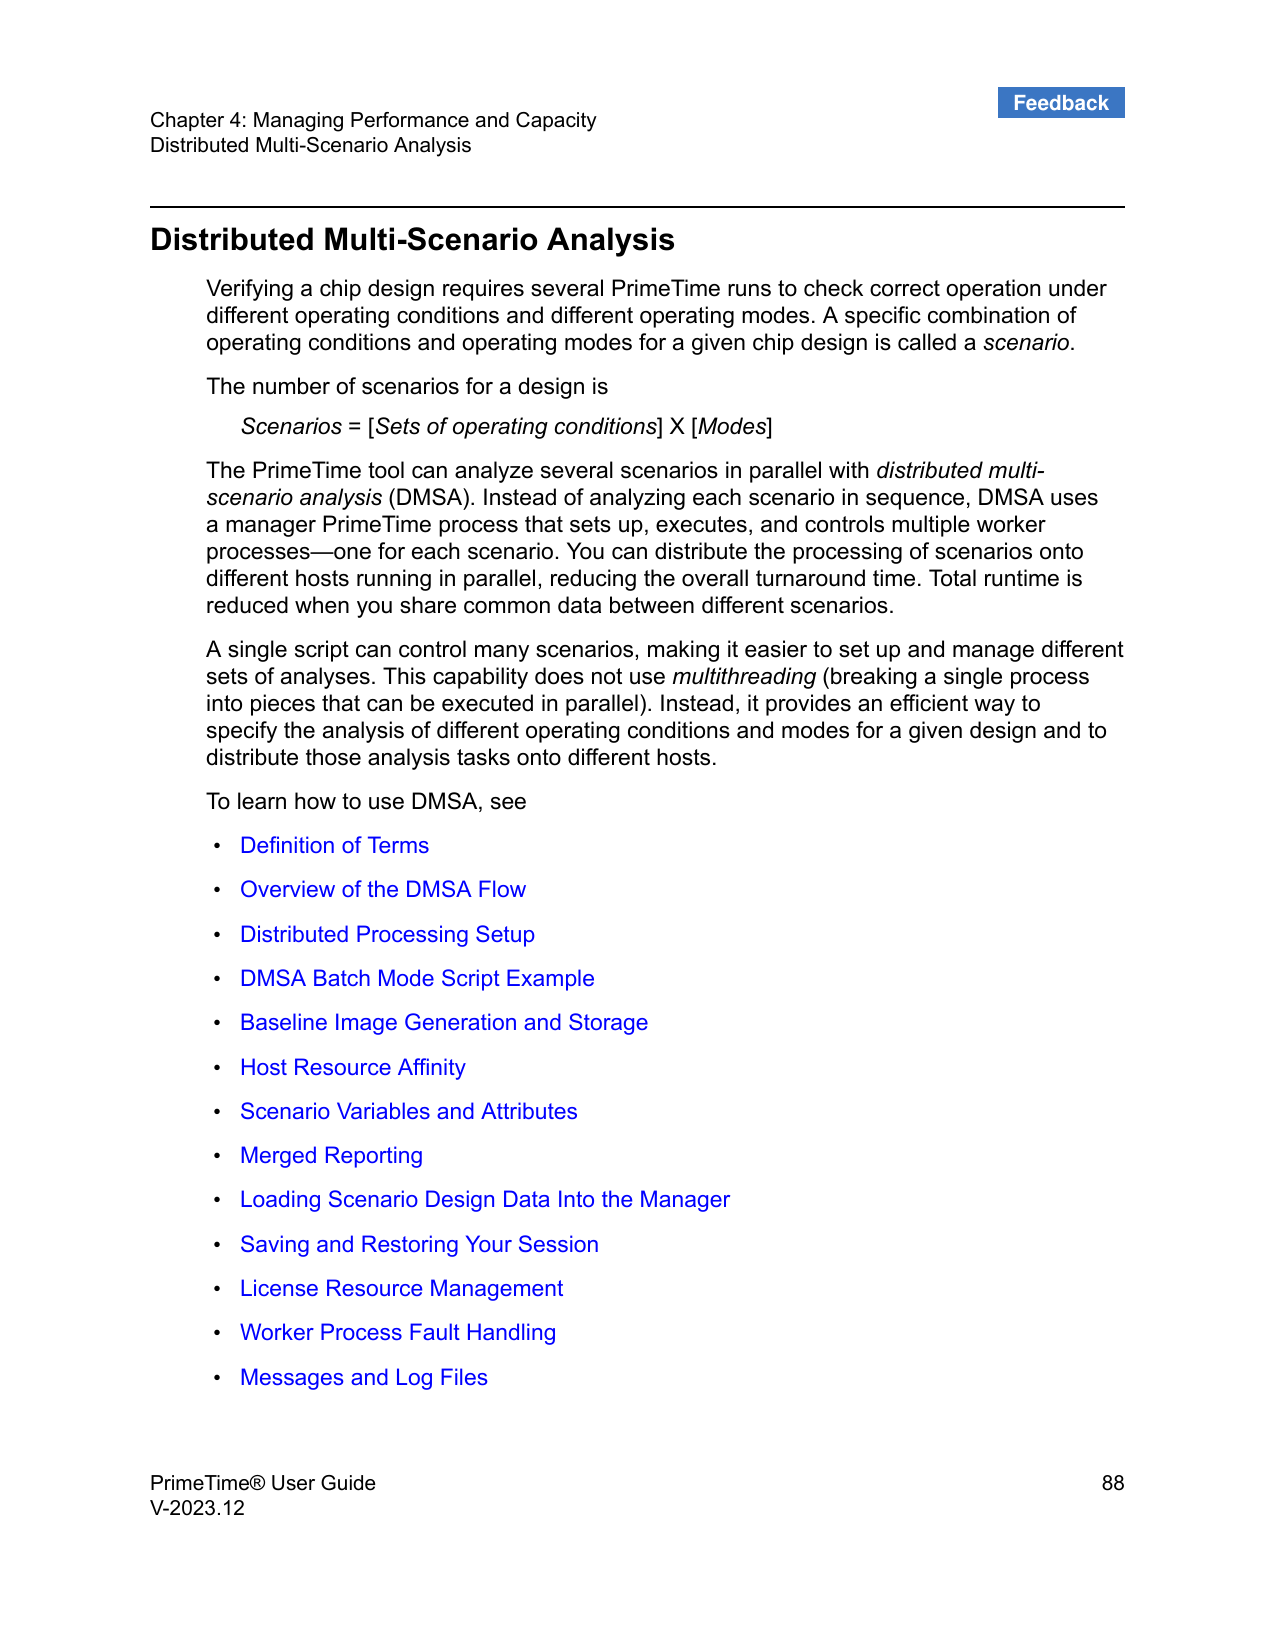 Feedback
Chapter 4: Managing Performance and Capacity
Distributed Multi-Scenario Analysis
Distributed Multi-Scenario Analysis
Verifying a chip design requires several PrimeTime runs to check correct operation under
different operating conditions and different operating modes. A specific combination of
operating conditions and operating modes for a given chip design is called a scenario.
The number of scenarios for a design is
Scenarios = [Sets of operating conditions] X [Modes]
The PrimeTime tool can analyze several scenarios in parallel with distributed multi-
scenario analysis (DMSA). Instead of analyzing each scenario in sequence, DMSA uses
a manager PrimeTime process that sets up, executes, and controls multiple worker
processes—one for each scenario. You can distribute the processing of scenarios onto
different hosts running in parallel, reducing the overall turnaround time. Total runtime is
reduced when you share common data between different scenarios.
A single script can control many scenarios, making it easier to set up and manage different
sets of analyses. This capability does not use multithreading (breaking a single process
into pieces that can be executed in parallel). Instead, it provides an efficient way to
specify the analysis of different operating conditions and modes for a given design and to
distribute those analysis tasks onto different hosts.
To learn how to use DMSA, see
• Definition of Terms
• Overview of the DMSA Flow
• Distributed Processing Setup
• DMSA Batch Mode Script Example
• Baseline Image Generation and Storage
• Host Resource Affinity
• Scenario Variables and Attributes
• Merged Reporting
• Loading Scenario Design Data Into the Manager
• Saving and Restoring Your Session
• License Resource Management
• Worker Process Fault Handling
• Messages and Log Files
PrimeTime® User Guide 88
V-2023.12